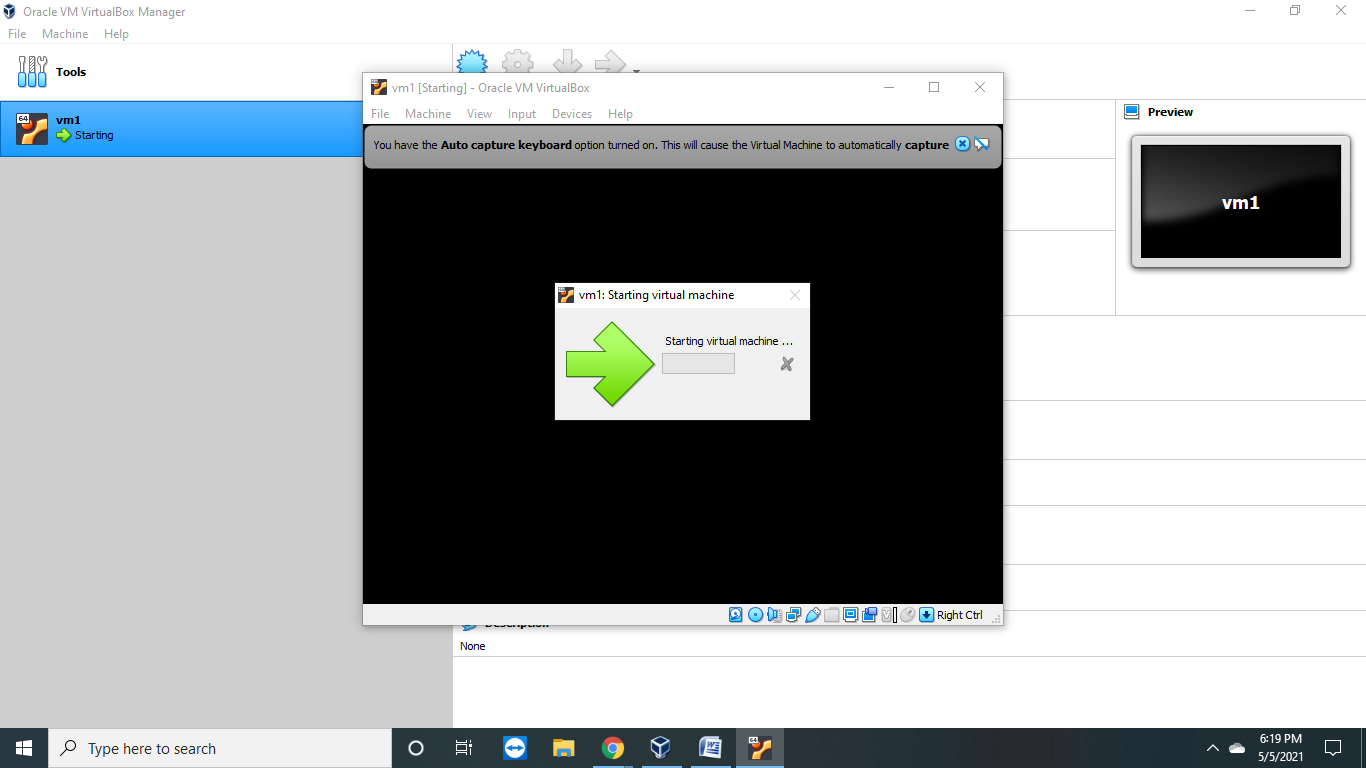 Oracle VM VirtualBox Manager
File Machine Help
Tools
64
vm1
Starting
vm1 [Starting] - Oracle VM VirtualBox
File Machine View Input Devices Help
You have the Auto capture keyboard option turned on. This will cause the Virtual Machine to automatically capture
Preview
vm1
vm1: Starting virtual machine
Starting virtual machine ...
Right Ctrl
Description
None
Type here to search
64
6:19 PM
5/5/2021